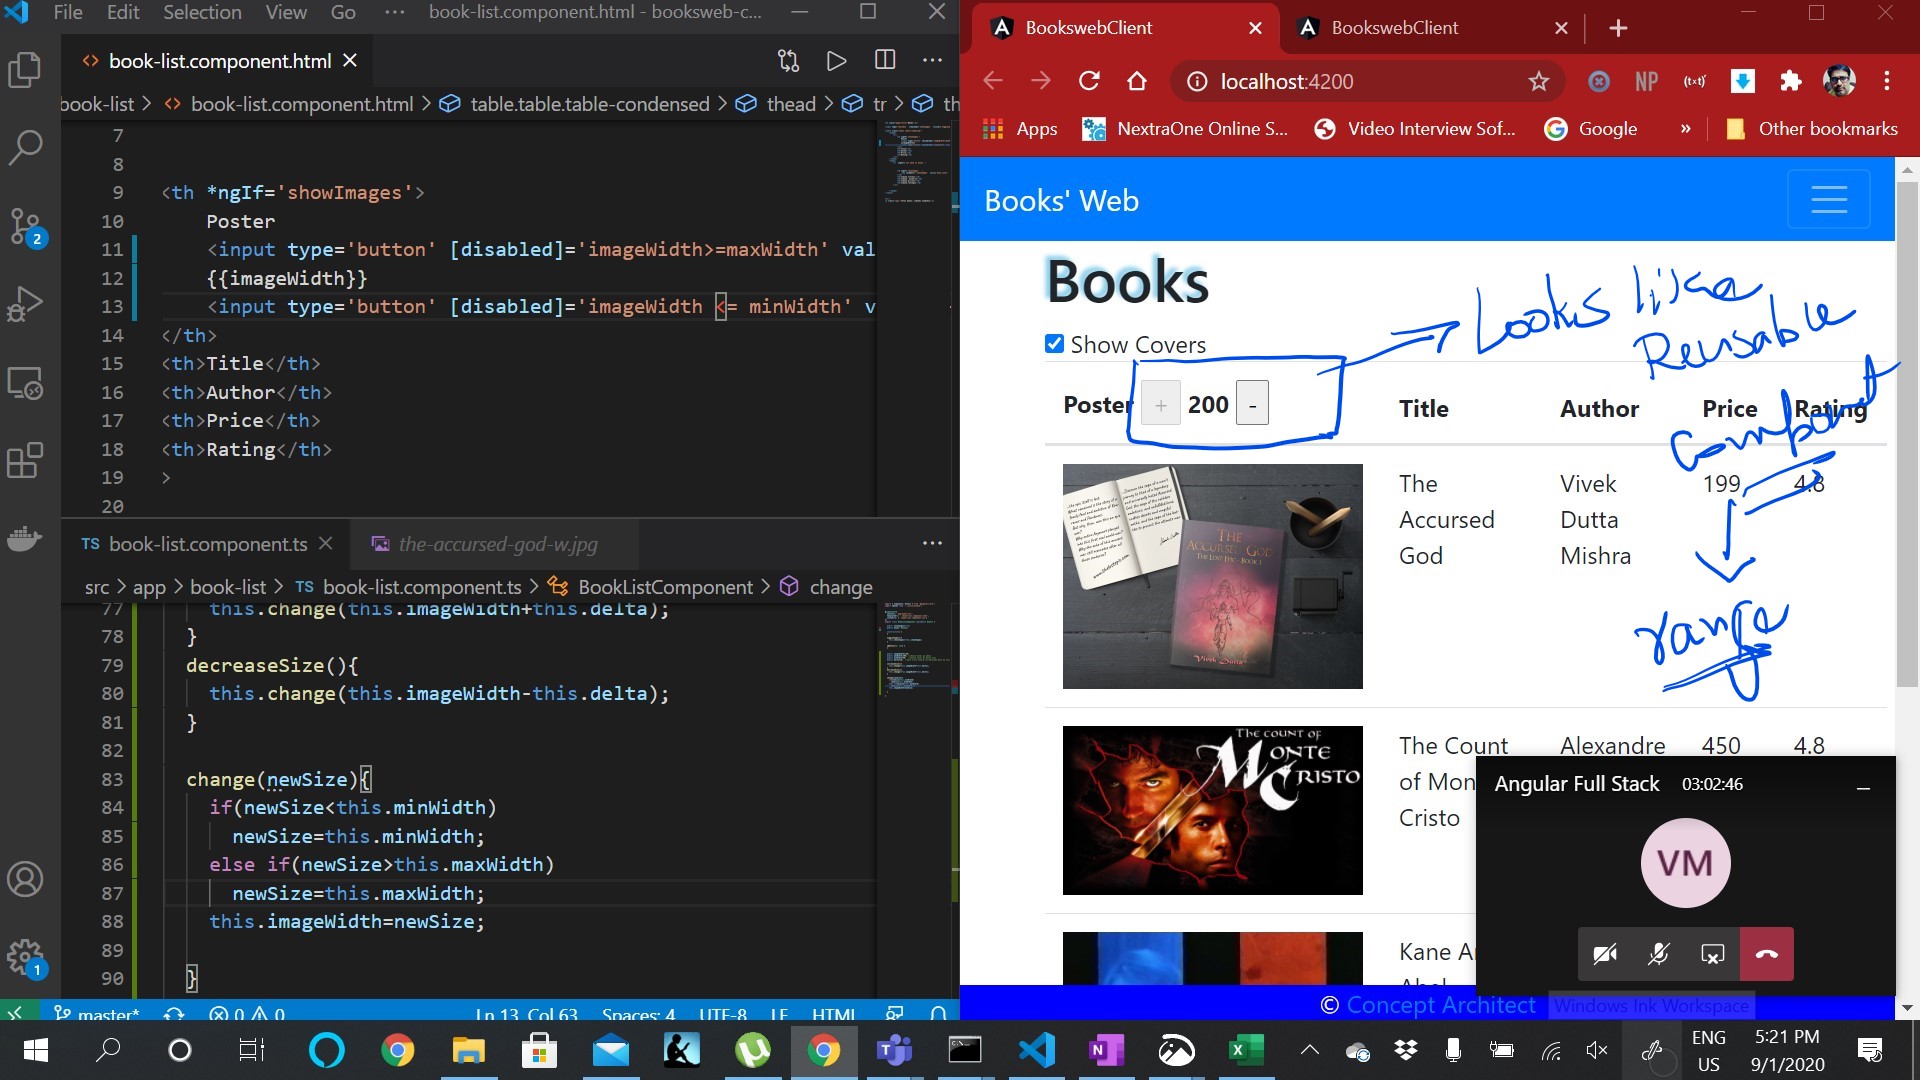 File Edit Selection View Go ··· book-list.component.html - booksweb-c...
book-list.component.html
book-list > book-list.component.html > table.table.table-condensed > thead > tr > th
7
8
9 <th *ngIf='showImages'>
10 Poster
11 <input type='button' [disabled]='imageWidth>=maxWidth' val
12 {{imageWidth}}
13 <input type='button' [disabled]='imageWidth <= minWidth' v
14 </th>
15 <th>Title</th>
16 <th>Author</th>
17 <th>Price</th>
18 <th>Rating</th>
19 >
20
2
TS book-list.component.ts the-accursed-god-w.jpg
src > app > book-list > TS book-list.component.ts > BookListComponent > change
77 this.change(this.imageWidth+this.delta);
78 }
79 decreaseSize(){
80 this.change(this.imageWidth-this.delta);
81 }
82
83 change(newSize){
84 if(newSize<this.minWidth)
85 newSize=this.minWidth;
86 else if(newSize>this.maxWidth)
87 newSize=this.maxWidth;
88 this.imageWidth=newSize;
89
90 }
1
master* 0 0 Ln 13, Col 63 Spaces: 4 UTF-8 LF HTML
BookswebClient BookswebClient
localhost:4200 NP
Apps NextraOne Online S... Video Interview Sof... Google » Other bookmarks
Books' Web
Books
Show Covers
Looks like
Reusable
Component
range
Poster + 200 - Title Author Price Rating
The Accursed God
The Lost Epic - Book 1
Vivek Dutta
The
Accursed
God
Vivek
Dutta
Mishra
199
4.8
The Count of
Monte
Cristo
The Count
of Mon
Cristo
Alexandre
450
4.8
Kane A
Abel
Angular Full Stack 03:02:46
VM
© Concept Architect
Windows Ink Workspace
ENG
US
5:21 PM
9/1/2020